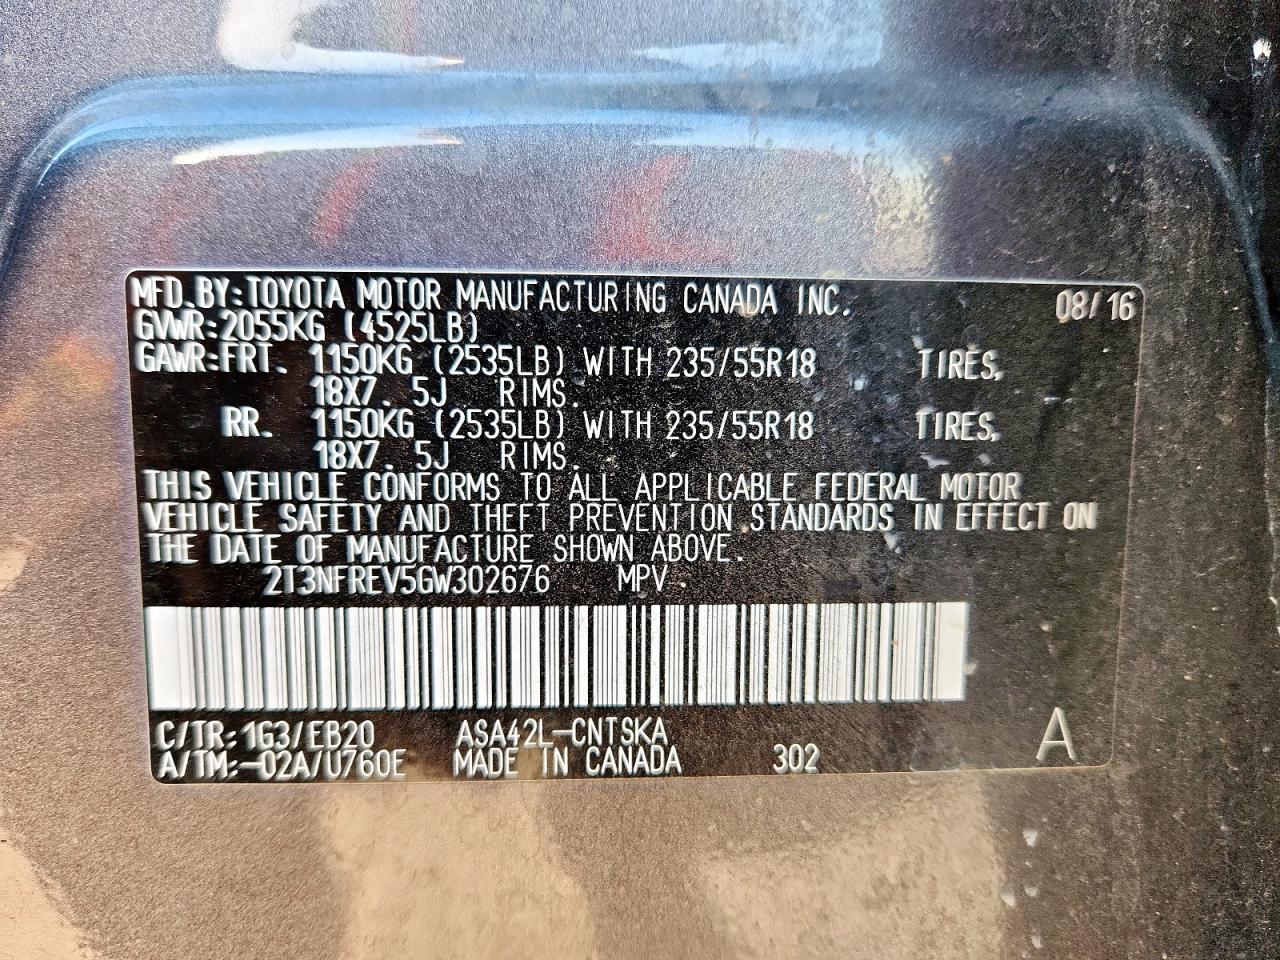 MFD.BY:TOYOTA MOTOR MANUFACTURING CANADA INC. 08/16
GVWR:2055KG (4525LB)
GAWR:FRT. 1150KG (2535LB) WITH 235/55R18 TIRES,
18X7. 5J RIMS.
RR. 1150KG (2535LB) WITH 235/55R18 TIRES,
18X7. 5J RIMS.
THIS VEHICLE CONFORMS TO ALL APPLICABLE FEDERAL MOTOR
VEHICLE SAFETY AND THEFT PREVENTION STANDARDS IN EFFECT ON
THE DATE OF MANUFACTURE SHOWN ABOVE.
2T3NFREV5GW302676 MPV
C/TR:1G3/EB20 ASA42L-CNTSKA
A/TM:-02A/U760E MADE IN CANADA 302 A